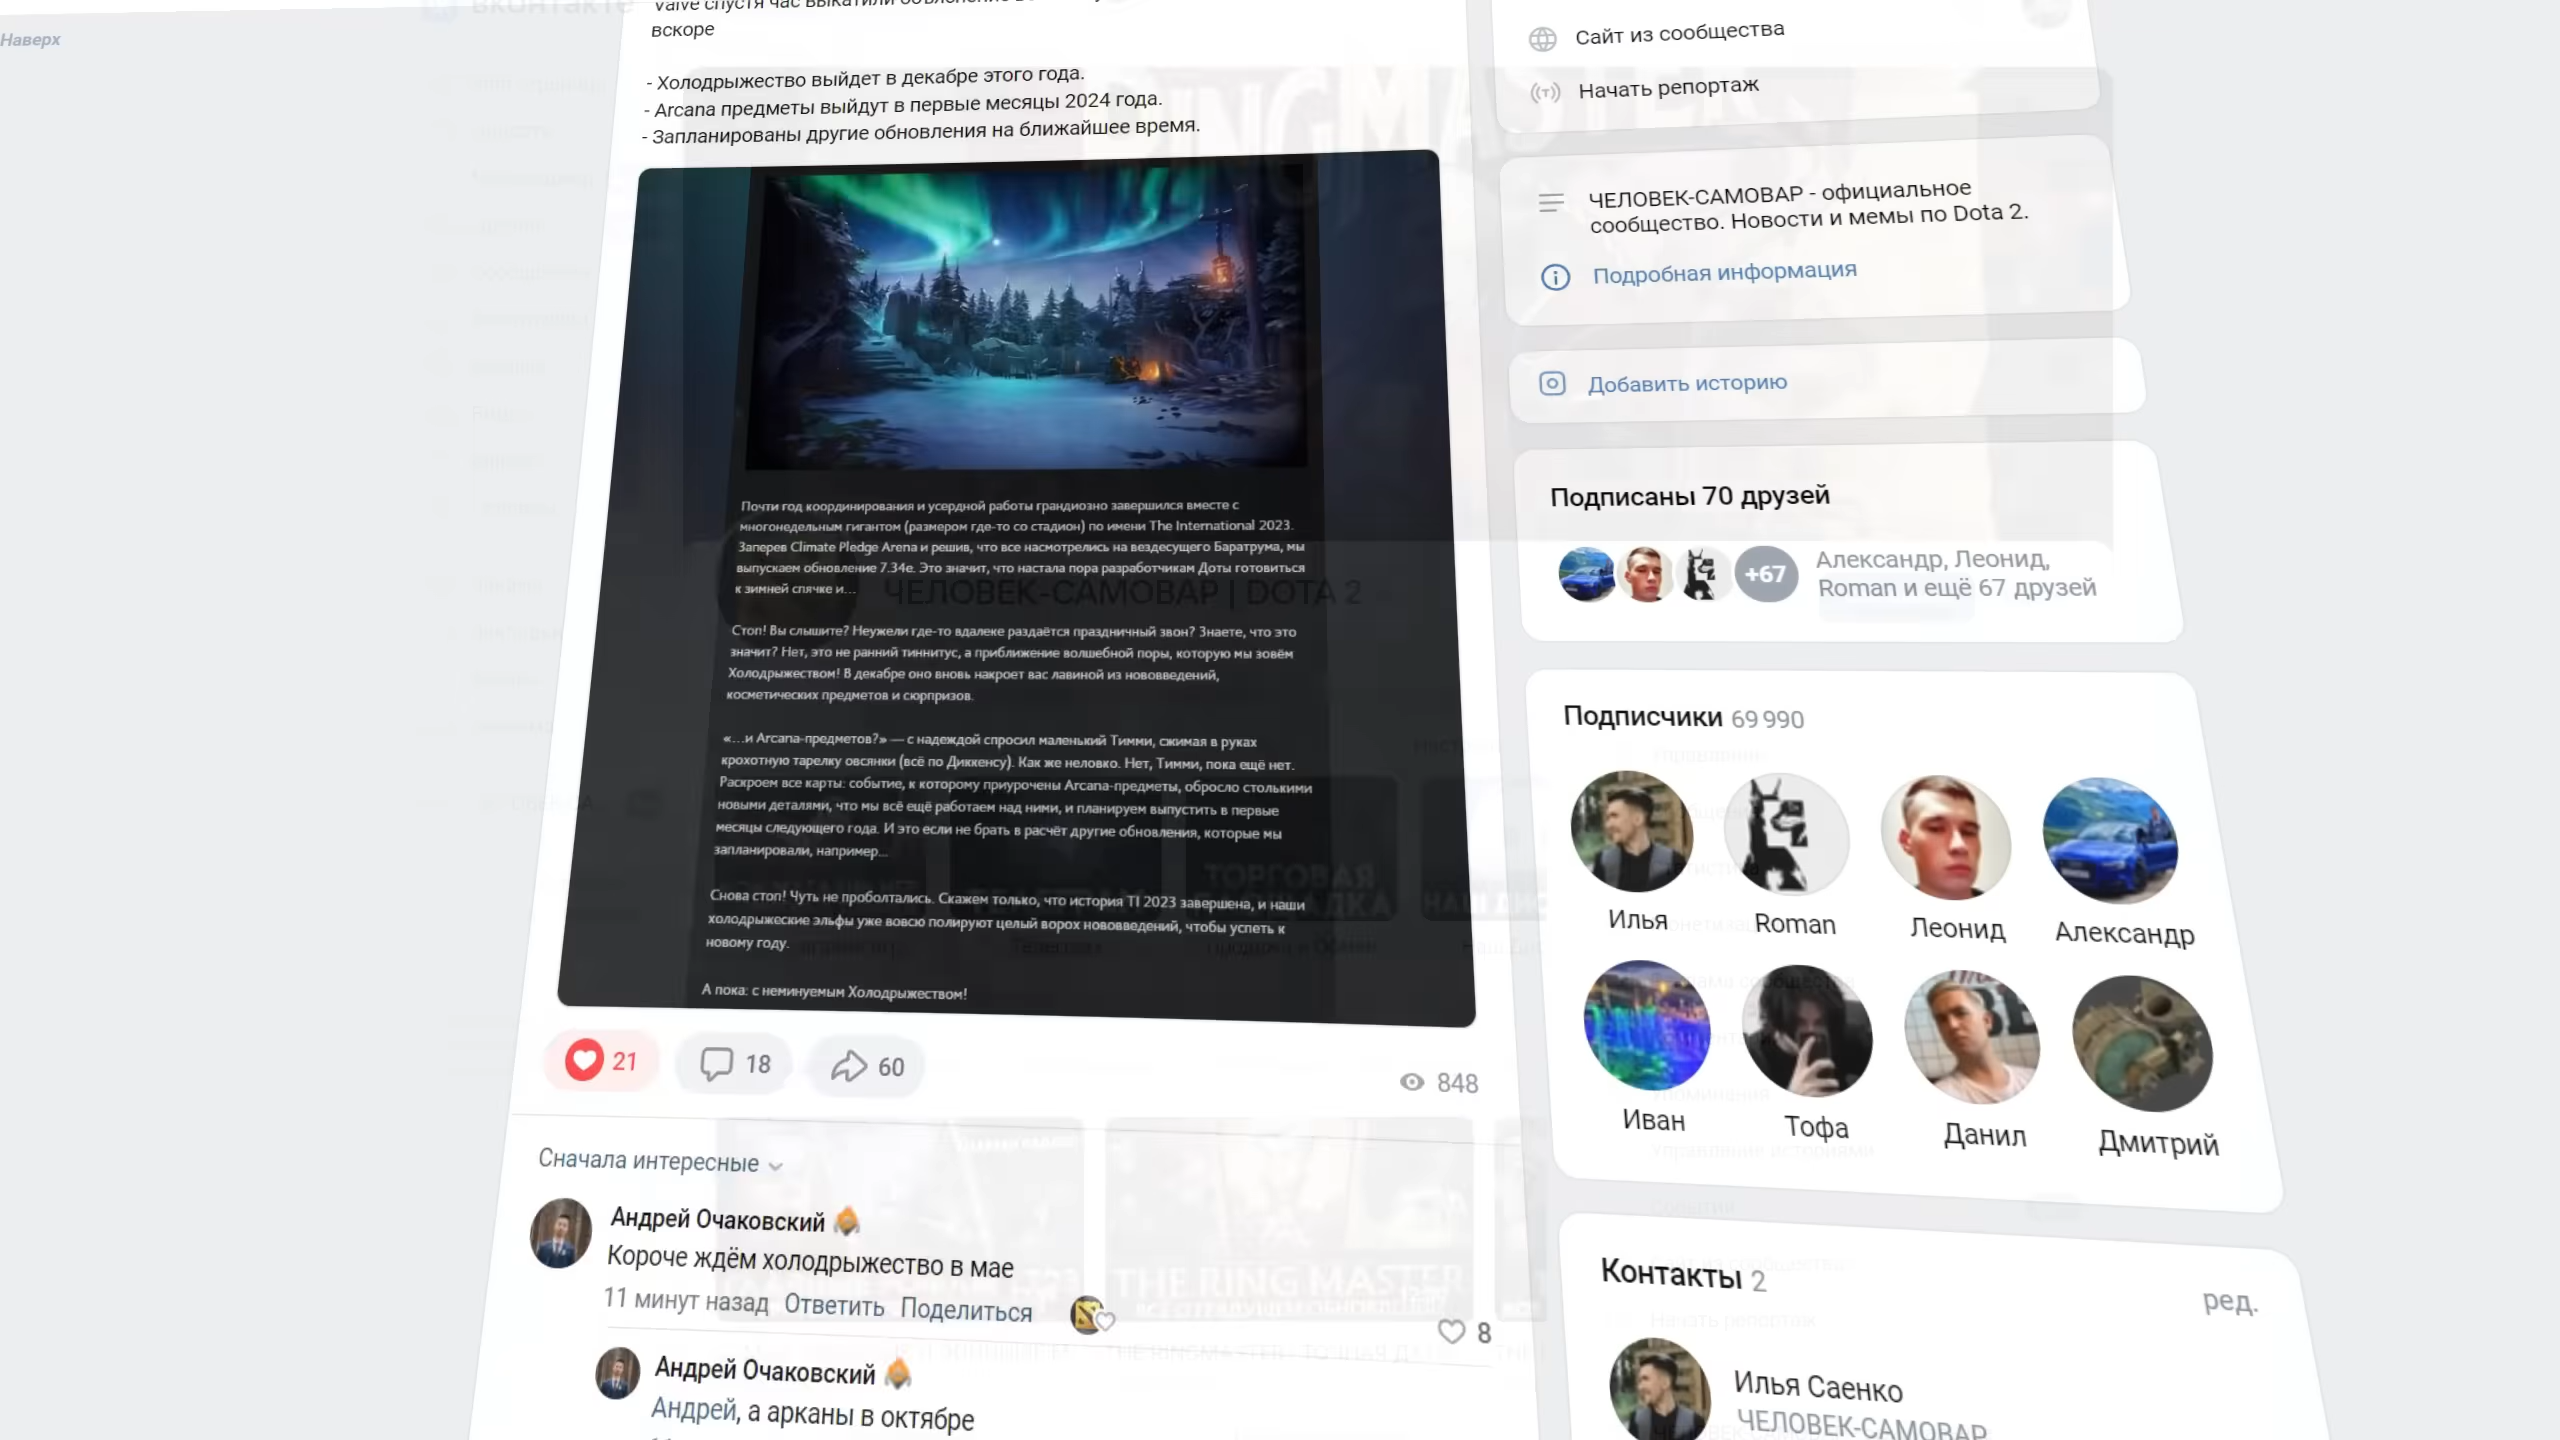 Наверх
Valve спустя час выкатили
вскоре
- Холодрыжество выйдет в декабре этого года.
- Arcana предметы выйдут в первые месяцы 2024 года.
- Запланированы другие обновления на ближайшее время.
Почти год координирования и усердной работы грандиозно завершился вместе с
многонедельным гигантом (размером где-то со стадион) по имени The International 2023.
Заперев Climate Pledge Arena и решив, что все насмотрелись на вездесущего Баратрума, мы
выпускаем обновление 7.34e. Это значит, что настала пора разработчикам Доты готовиться
к зимней спячке и...
ЧЕЛОВЕК-САМОВАР | DOTA 2
Стоп! Вы слышите? Неужели где-то вдалеке раздаётся праздничный звон? Знаете, что это
значит? Нет, это не ранний тиннитус, а приближение волшебной поры, которую мы зовём
Холодрыжеством! В декабре оно вновь накроет вас лавиной из нововведений,
косметических предметов и сюрпризов.
«...и Arcana-предметов?» — с надеждой спросил маленький Тимми, сжимая в руках
крохотную тарелку овсянки (всё по Диккенсу). Как же неловко. Нет, Тимми, пока ещё нет.
Раскроем все карты: событие, к которому приурочены Arcana-предметы, обросло столькими
новыми деталями, что мы всё ещё работаем над ними, и планируем выпустить в первые
месяцы следующего года. И это если не брать в расчёт другие обновления, которые мы
запланировали, например...
Снова стоп! Чуть не проболтались. Скажем только, что история TI 2023 завершена, и наши
холодрыжеские эльфы уже вовсю полируют целый ворох нововведений, чтобы успеть к
новому году.
А пока: с неминуемым Холодрыжеством!
21
18
60
848
Сначала интересные
Андрей Очаковский
Короче ждём холодрыжество в мае
11 минут назад Ответить Поделиться
8
Андрей Очаковский
Андрей, а арканы в октябре
THE RING MASTER
RINGMASTER
вконтакте
ТОРГОВАЯ
Сайт из сообщества
Начать репортаж
ЧЕЛОВЕК-САМОВАР - официальное
сообщество. Новости и мемы по Dota 2.
Подробная информация
Добавить историю
Подписаны 70 друзей
+67
Александр, Леонид,
Roman и ещё 67 друзей
Подписчики 69 990
Илья
Roman
Леонид
Александр
Иван
Тофа
Данил
Дмитрий
Контакты 2
ред.
Илья Саенко
ЧЕЛОВЕК-САМОВАР